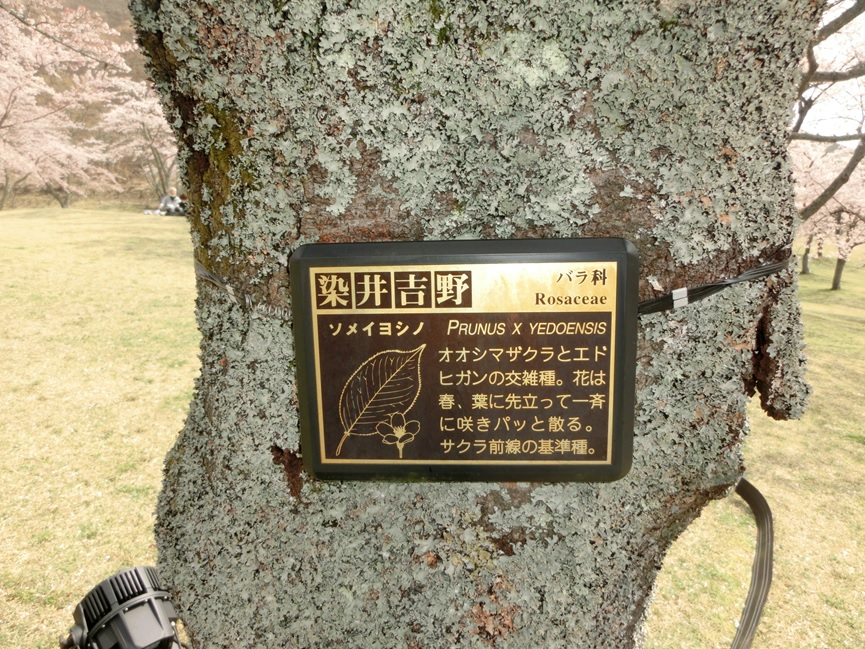 染井吉野
バラ科
Rosaceae
ソメイヨシノ
PRUNUS X YEDOENSIS
オオシマザクラとエド
ヒガンの交雑種。花は
春、葉に先立って一斉
に咲きパッと散る。
サクラ前線の基準種。